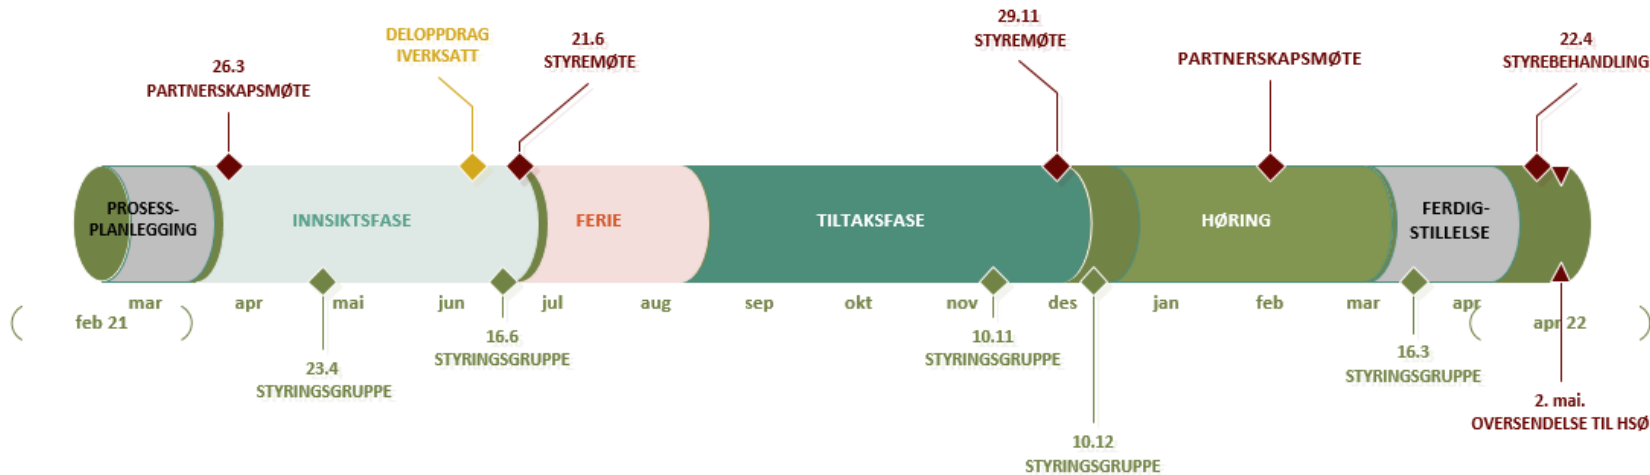 26.3
PARTNERSKAPSMØTE
DELOPPDRAG
IVERKSATT
21.6
STYREMØTE
29.11
STYREMØTE
PARTNERSKAPSMØTE
22.4
STYREBEHANDLING
PROSESS-
PLANLEGGING
INNSIKTSFASE
FERIE
TILTAKSFASE
HØRING
FERDIG-
STILLELSE
mar apr mai jun jul aug sep okt nov des jan feb mar apr
( feb 21 )
( apr 22 )
23.4
STYRINGSGRUPPE
16.6
STYRINGSGRUPPE
10.11
STYRINGSGRUPPE
10.12
STYRINGSGRUPPE
16.3
STYRINGSGRUPPE
2. mai.
OVERSENDELSE TIL HSØ